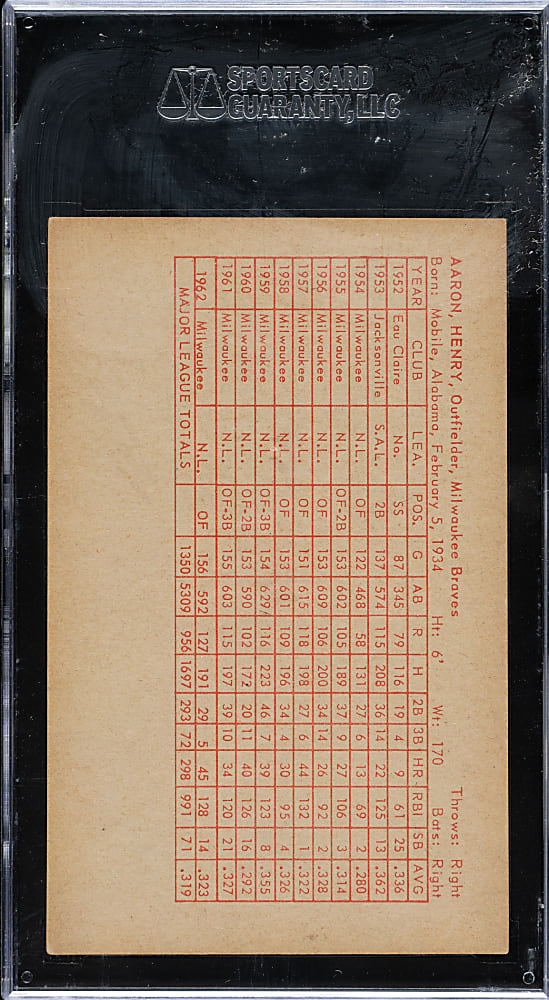 SPORTSCARD
GUARANTY, LLC
AARON, HENRY, Outfielder, Milwaukee Braves Throws: Right
Born: Mobile, Alabama, February 5, 1934 Ht: 6' Wt: 170 Bats: Right
YEAR CLUB LEA. POS. G AB R H 2B 3B HR RBI SB AVG
1952 Eau Claire No. SS 87 345 79 116 19 4 9 61 25 .336
1953 Jacksonville S.A.L. 2B 137 574 115 208 36 14 22 125 13 .362
1954 Milwaukee N.L. OF 122 468 58 131 27 6 13 69 2 .280
1955 Milwaukee N.L. OF-2B 153 602 105 189 37 9 27 106 3 .314
1956 Milwaukee N.L. OF 153 609 106 200 34 14 26 92 2 .328
1957 Milwaukee N.L. OF 151 615 118 198 27 6 44 132 1 .322
1958 Milwaukee N.L. OF 153 601 109 196 34 4 30 95 4 .326
1959 Milwaukee N.L. OF-3B 154 629 116 223 46 7 39 123 8 .355
1960 Milwaukee N.L. OF-2B 153 590 102 172 20 11 40 126 16 .292
1961 Milwaukee N.L. OF-3B 155 603 115 197 39 10 34 120 21 .327
1962 Milwaukee N.L. OF 156 592 127 191 29 5 45 128 14 .323
MAJOR LEAGUE TOTALS 1350 5309 956 1697 293 72 298 991 71 .319